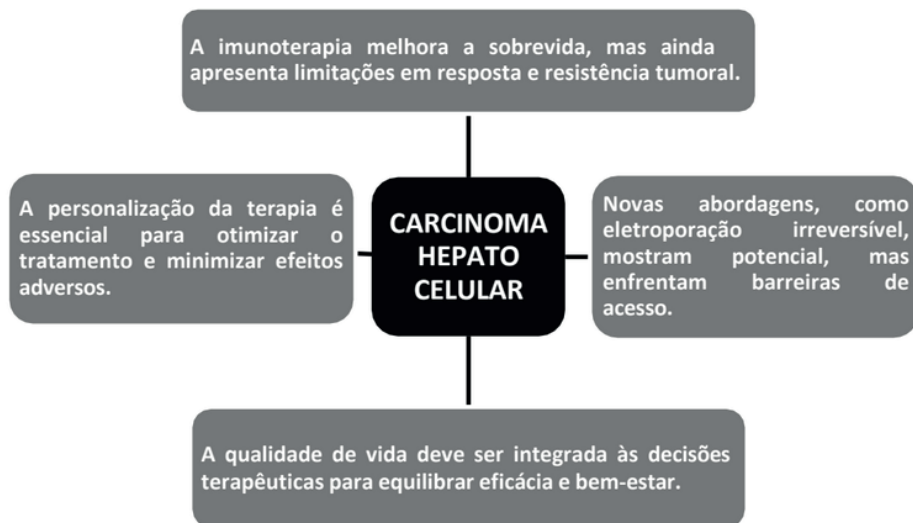 A imunoterapia melhora a sobrevida, mas ainda
apresenta limitações em resposta e resistência tumoral.
A personalização da terapia é
essencial para otimizar o
tratamento e minimizar efeitos
adversos.
CARCINOMA
HEPATO
CELULAR
Novas abordagens, como
eletroporação irreversível,
mostram potencial, mas
enfrentam barreiras de
acesso.
A qualidade de vida deve ser integrada às decisões
terapêuticas para equilibrar eficácia e bem-estar.